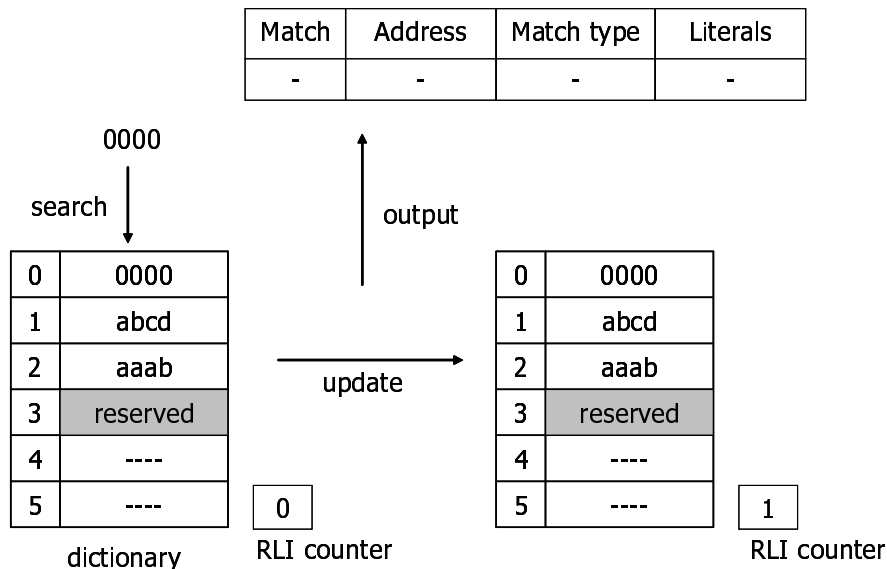 Match Address Match type Literals
- - - -
0000
search
output
0 0000
1 abcd
2 aaab
3 reserved
4 ----
5 ----
0
dictionary
RLI counter
update
0 0000
1 abcd
2 aaab
3 reserved
4 ----
5 ----
1
RLI counter